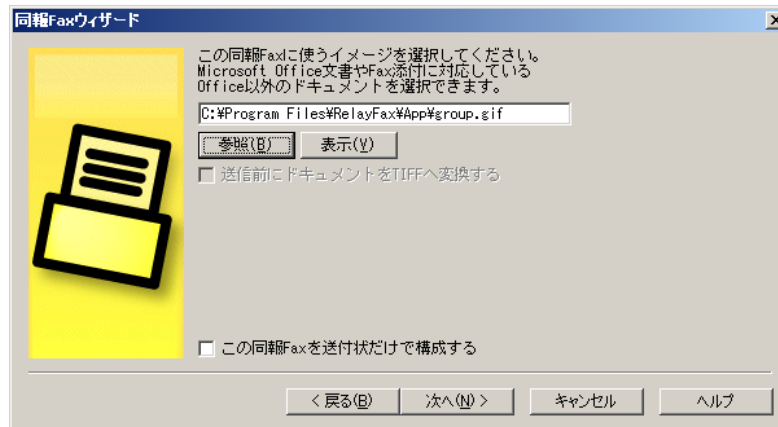 同報Faxウィザード
この同報Faxに使うイメージを選択してください。
Microsoft Office文書やFax添付に対応している
Office以外のドキュメントを選択できます。
C:¥Program Files¥RelayFax¥App¥group.gif
参照(B) 表示(V)
送信前にドキュメントをTIFFへ変換する
この同報Faxを送付状だけで構成する
< 戻る(B) 次へ(N) > キャンセル ヘルプ